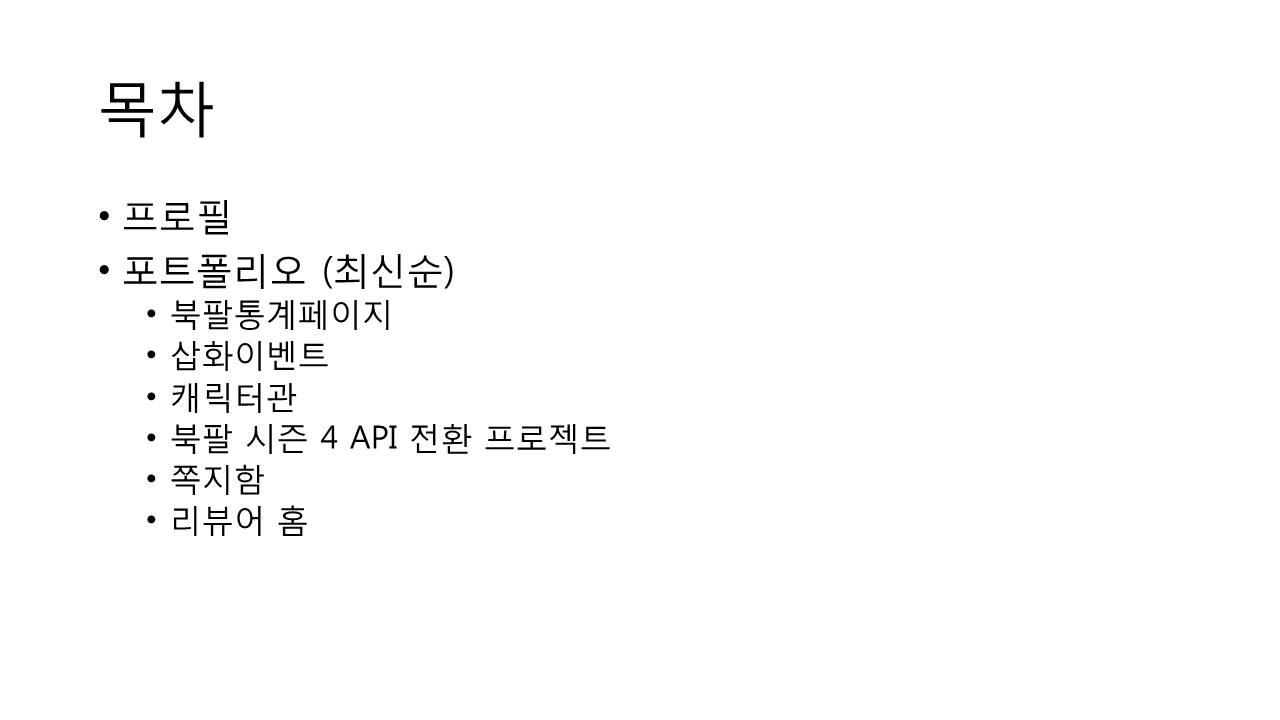 목차
• 프로필
• 포트폴리오 (최신순)
• 북팔통계페이지
• 삽화이벤트
• 캐릭터관
• 북팔 시즌 4 API 전환 프로젝트
• 쪽지함
• 리뷰어 홈